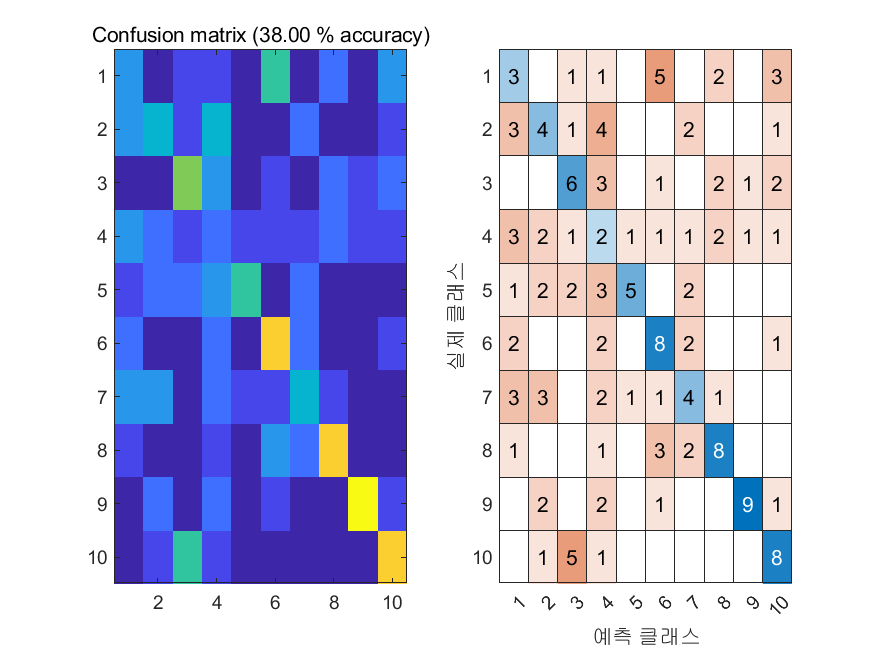 Confusion matrix (38.00 % accuracy)
1
2
3
4
5
6
7
8
9
10
2 4 6 8 10
실제 클래스
1 3 1 1 5 2 3
2 3 4 1 4 2 1
3 6 3 1 2 1 2
4 3 2 1 2 1 1 1 2 1 1
5 1 2 2 3 5 2
6 2 2 8 2 1
7 3 3 2 1 1 4 1
8 1 1 3 2 8
9 2 2 1 9 1
10 1 5 1 8
1 2 3 4 5 6 7 8 9 10
예측 클래스